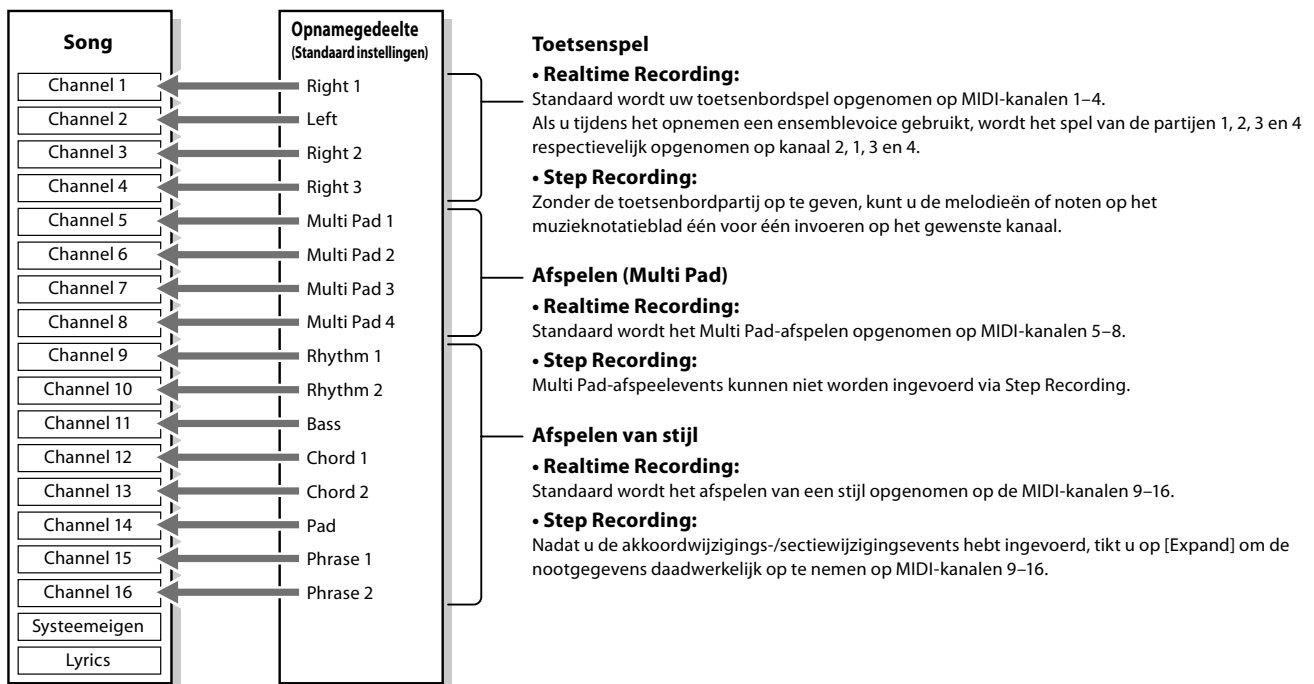 Song
Channel 1
Channel 2
Channel 3
Channel 4
Channel 5
Channel 6
Channel 7
Channel 8
Channel 9
Channel 10
Channel 11
Channel 12
Channel 13
Channel 14
Channel 15
Channel 16
Systeemeigen
Lyrics
Opnamegedeelte
(Standaard instellingen)
Right 1
Left
Right 2
Right 3
Multi Pad 1
Multi Pad 2
Multi Pad 3
Multi Pad 4
Rhythm 1
Rhythm 2
Bass
Chord 1
Chord 2
Pad
Phrase 1
Phrase 2
Toetsenspel
• Realtime Recording:
Standaard wordt uw toetsenbordspel opgenomen op MIDI-kanalen 1–4.
Als u tijdens het opnemen een ensemblevoice gebruikt, wordt het spel van de partijen 1, 2, 3 en 4
respectievelijk opgenomen op kanaal 2, 1, 3 en 4.
• Step Recording:
Zonder de toetsenbordpartij op te geven, kunt u de melodieën of noten op het
muzieknotatieblad één voor één invoeren op het gewenste kanaal.
Afspelen (Multi Pad)
• Realtime Recording:
Standaard wordt het Multi Pad-afspelen opgenomen op MIDI-kanalen 5–8.
• Step Recording:
Multi Pad-afspeelevents kunnen niet worden ingevoerd via Step Recording.
Afspelen van stijl
• Realtime Recording:
Standaard wordt het afspelen van een stijl opgenomen op de MIDI-kanalen 9–16.
• Step Recording:
Nadat u de akkoordwijzigings-/sectiewijzigingsevents hebt ingevoerd, tikt u op [Expand] om de
nootgegevens daadwerkelijk op te nemen op MIDI-kanalen 9–16.